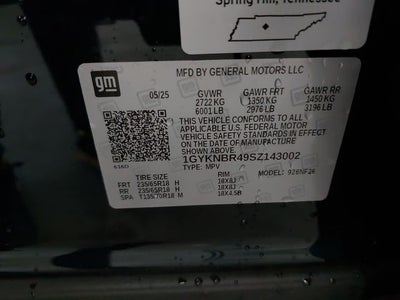 Spring Hill, Tennessee
gm
MFD BY GENERAL MOTORS LLC
05/25 GVWR GAWR FRT GAWR RR
2722 KG 1350 KG 1450 KG
6001 LB 2976 LB 3196 LB
THIS VEHICLE CONFORMS TO ALL
APPLICABLE U.S. FEDERAL MOTOR
VEHICLE SAFETY STANDARDS IN EFFECT
ON THE DATE OF MANUFACTURE SHOWN
ABOVE.
1GYKNBR49SZ143002
TYPE: MPV MODEL: 926NF26
TIRE SIZE RIM
FRT 235/65R18 H 18X8J
RR 235/65R18 H 18X8J
SPA T135/70R18 M 18X4.5B